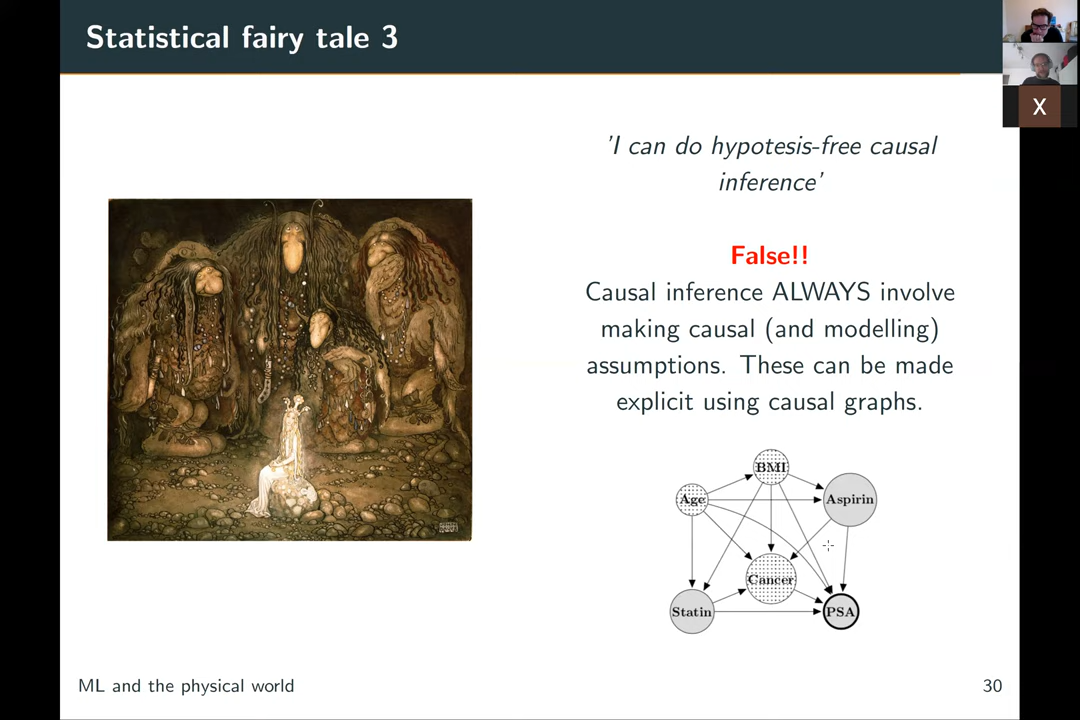 Statistical fairy tale 3
X
'I can do hypotesis-free causal
inference'
False!!
Causal inference ALWAYS involve
making causal (and modelling)
assumptions. These can be made
explicit using causal graphs.
BMI
Age
Aspirin
Cancer
Statin
PSA
ML and the physical world
30